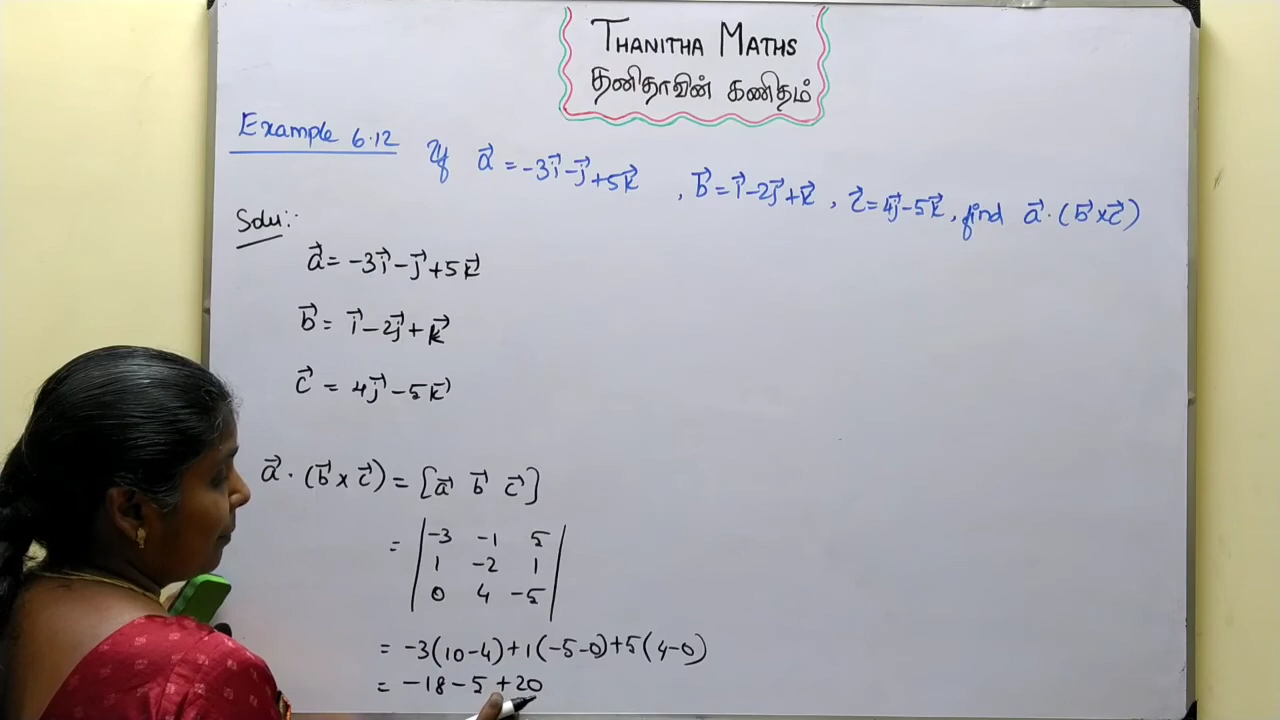 THANITHA MATHS
தனிதாவின் கணிதம்
Example 6.12 If a⃗ = -3i⃗ - j⃗ + 5k⃗ , b⃗ = i⃗ - 2j⃗ + k⃗ , c⃗ = 4j⃗ - 5k⃗ , find a⃗ · (b⃗ × c⃗)
Solu:-
a⃗ = -3i⃗ - j⃗ + 5k⃗
b⃗ = i⃗ - 2j⃗ + k⃗
c⃗ = 4j⃗ - 5k⃗
a⃗ · (b⃗ × c⃗) = [a⃗ b⃗ c⃗]
= | -3 -1 5 |
| 1 -2 1 |
| 0 4 -5 |
= -3(10-4)+1(-5-0)+5(4-0)
= -18-5+20